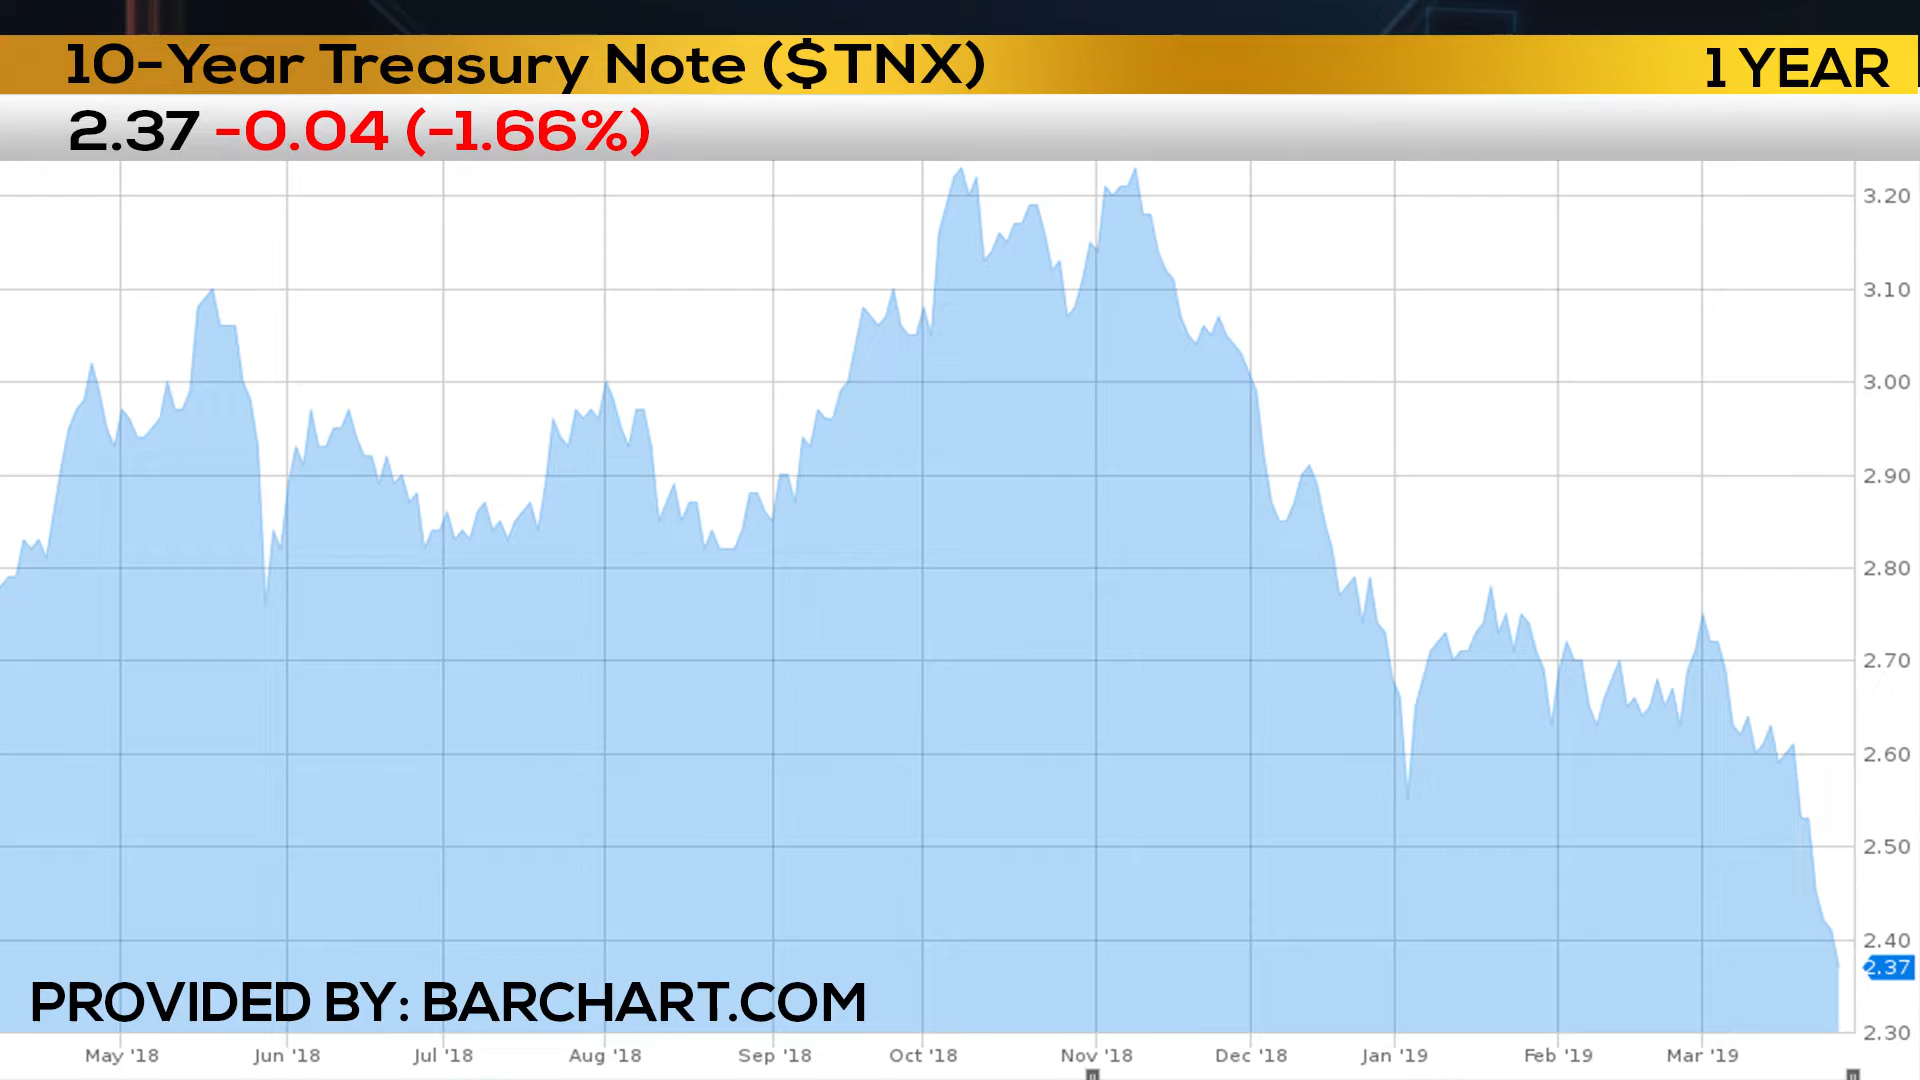 10-Year Treasury Note ($TNX)
1 YEAR
2.37 -0.04 (-1.66%)
3.20
3.10
3.00
2.90
2.80
2.70
2.60
2.50
2.40
2.37
2.30
PROVIDED BY: BARCHART.COM
May '18 Jun '18 Jul '18 Aug '18 Sep '18 Oct '18 Nov '18 Dec '18 Jan '19 Feb '19 Mar '19